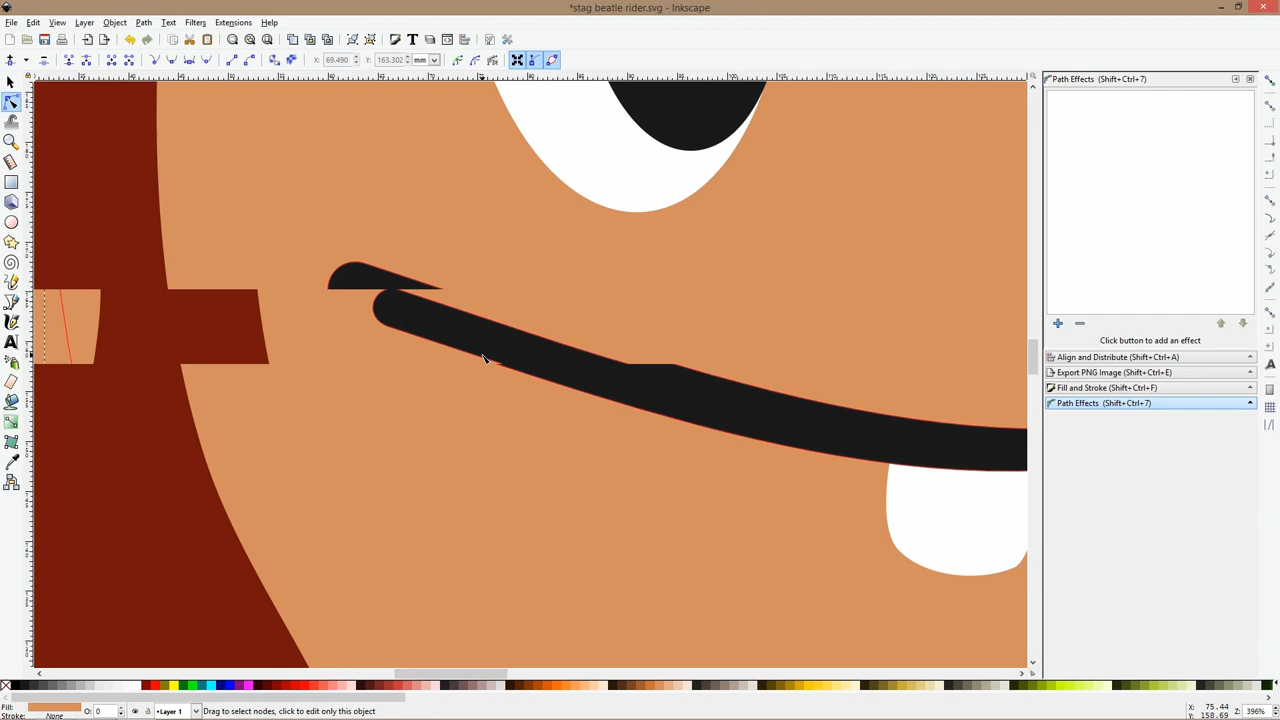 *stag beatle rider.svg - Inkscape
File Edit View Layer Object Path Text Filters Extensions Help
X: 69.490 Y: 163.302 mm
Path Effects (Shift+Ctrl+7)
Click button to add an effect
Align and Distribute (Shift+Ctrl+A)
Export PNG Image (Shift+Ctrl+E)
Fill and Stroke (Shift+Ctrl+F)
Path Effects (Shift+Ctrl+7)
Fill:
Stroke: None
O: 0
•Layer 1
Drag to select nodes, click to edit only this object
X: 75.44
Y: 158.69
Z: 396%